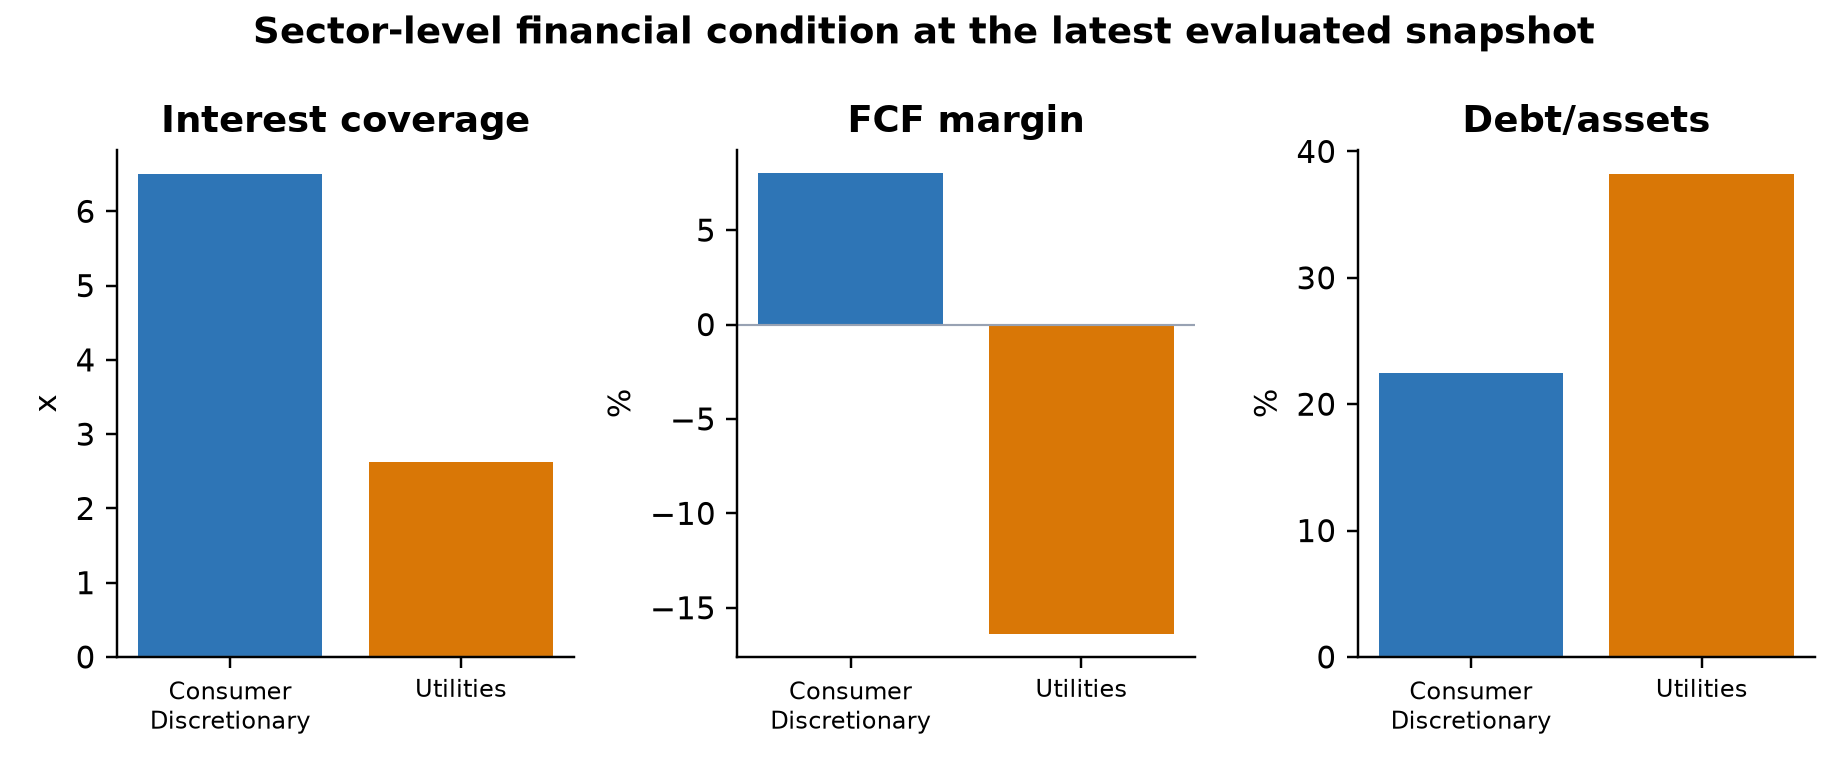 Sector-level financial condition at the latest evaluated snapshot
Interest coverage
x
6
5
4
3
2
1
0
Consumer
Discretionary
Utilities
FCF margin
%
5
0
−5
−10
−15
Consumer
Discretionary
Utilities
Debt/assets
%
40
30
20
10
0
Consumer
Discretionary
Utilities